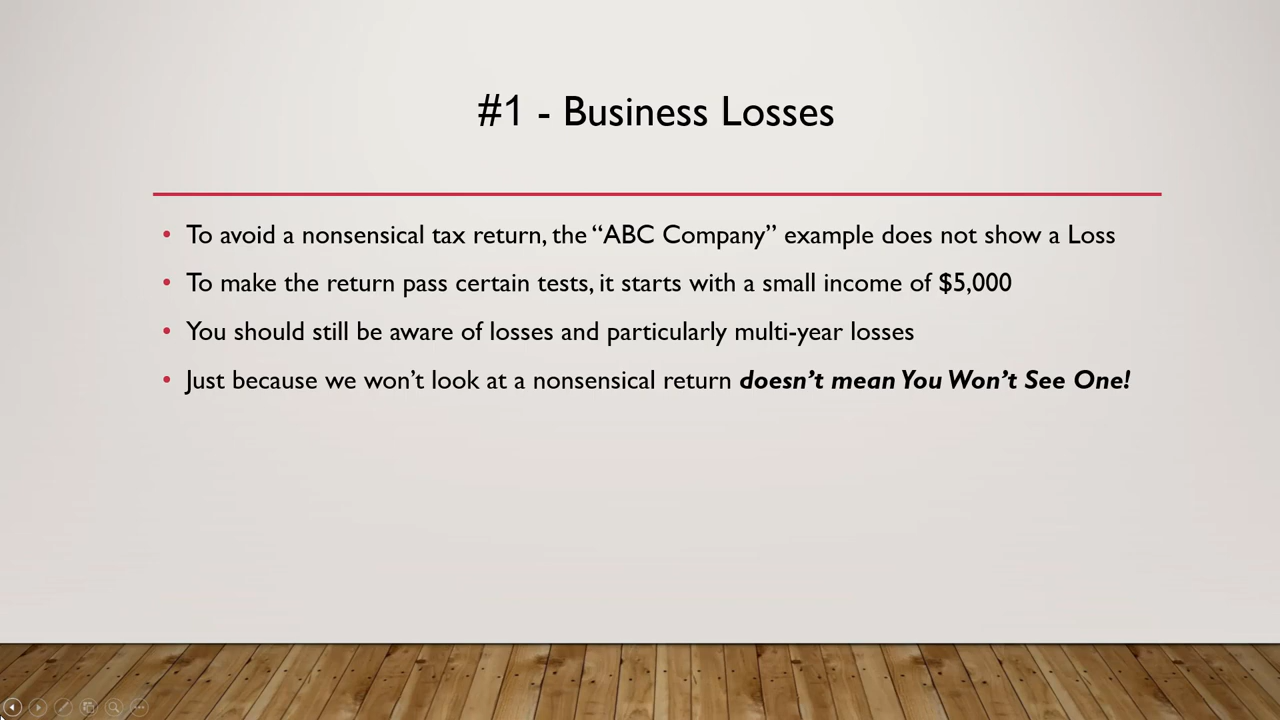 #1 - Business Losses
• To avoid a nonsensical tax return, the “ABC Company” example does not show a Loss
• To make the return pass certain tests, it starts with a small income of $5,000
• You should still be aware of losses and particularly multi-year losses
• Just because we won’t look at a nonsensical return doesn’t mean You Won’t See One!